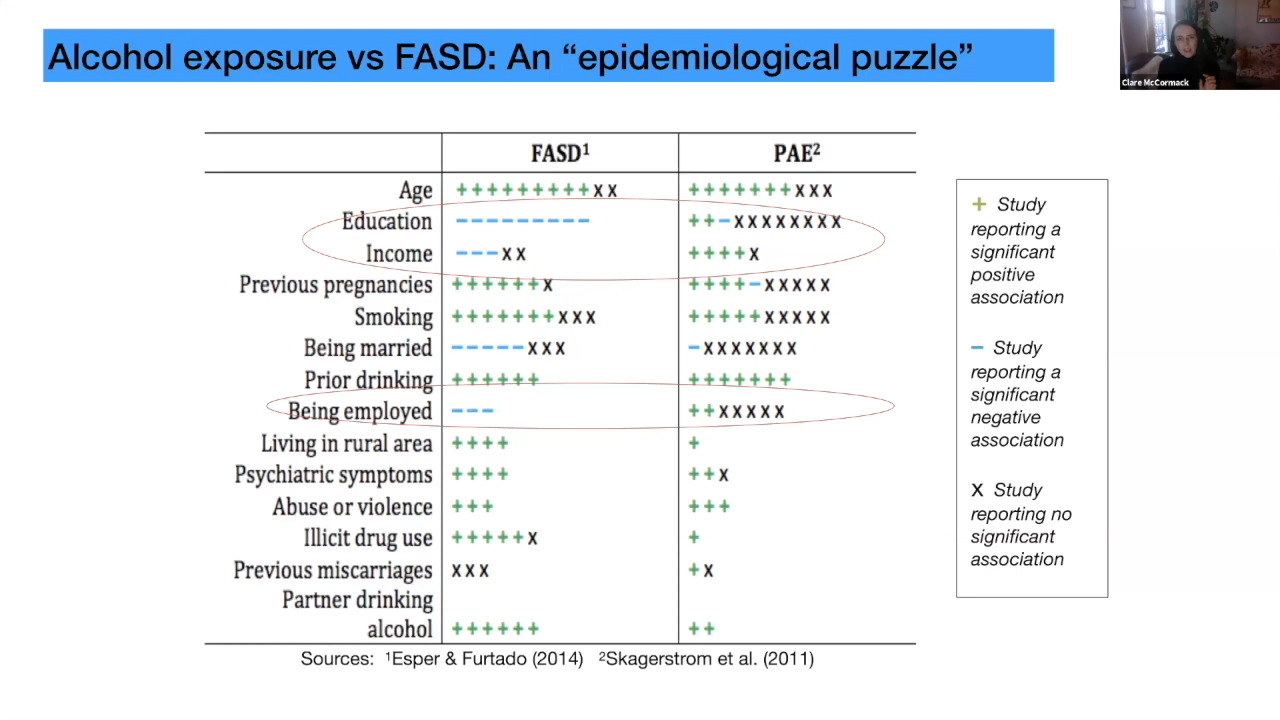 Alcohol exposure vs FASD: An “epidemiological puzzle”
Clare McCormack
FASD¹ PAE²
Age +++++++++xx +++++++xxx
Education --------- ++-xxxxxxxx
Income ---xx ++++x
Previous pregnancies ++++++x ++++-xxxxx
Smoking +++++++xxx +++++xxxxx
Being married -----xxx -xxxxxxx
Prior drinking ++++++ +++++++
Being employed --- ++xxxxx
Living in rural area ++++ +
Psychiatric symptoms ++++ ++x
Abuse or violence +++ +++
Illicit drug use +++++x +
Previous miscarriages xxx +x
Partner drinking
alcohol ++++++ ++
+ Study
reporting a
significant
positive
association
- Study
reporting a
significant
negative
association
x Study
reporting no
significant
association
Sources: ¹Esper & Furtado (2014) ²Skagerstrom et al. (2011)